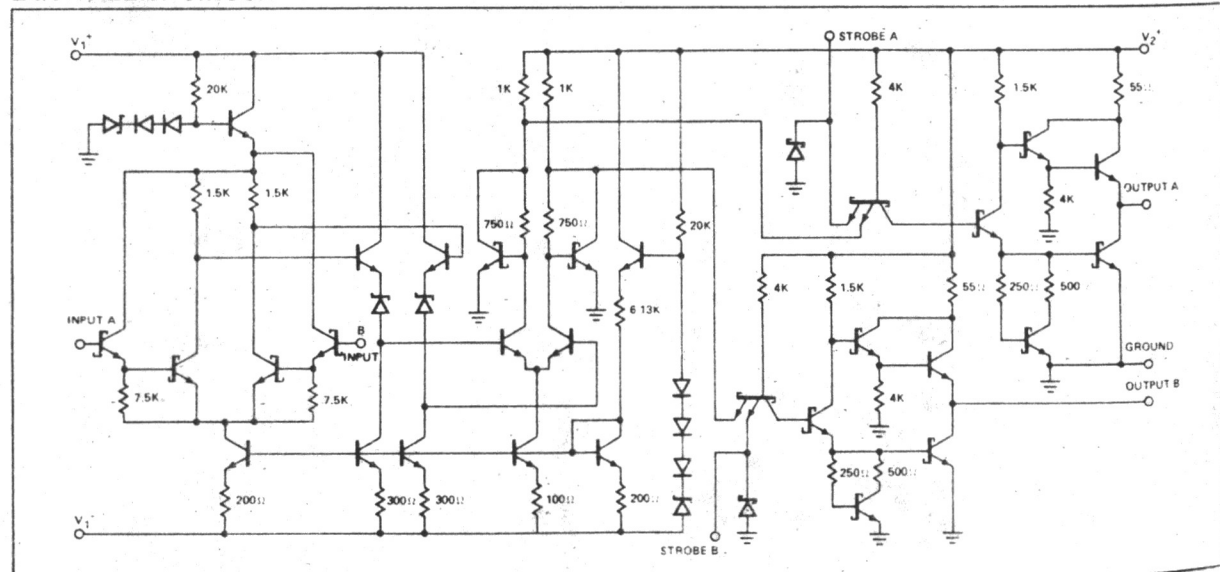 V1+
STROBE A
V2+
20K
1K
1K
4K
1.5K
55Ω
1.5K
1.5K
OUTPUT A
4K
750Ω
750Ω
20K
4K
1.5K
55Ω
250Ω
500
6 13K
INPUT A
B
INPUT
GROUND
7.5K
7.5K
4K
OUTPUT B
250Ω
500Ω
200Ω
300Ω
300Ω
100Ω
200Ω
V1-
STROBE B